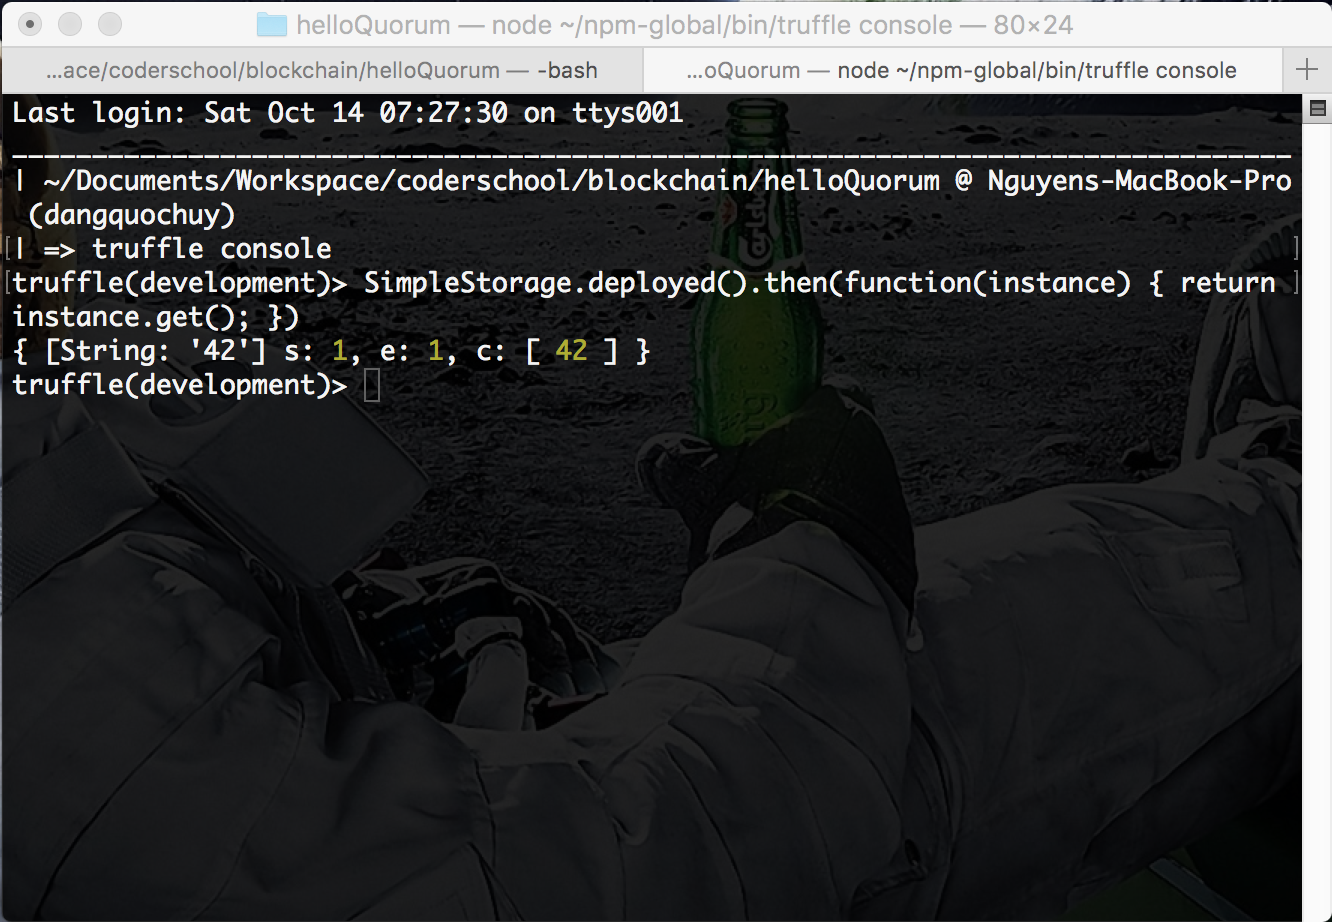 helloQuorum — node ~/npm-global/bin/truffle console — 80×24
...ace/coderschool/blockchain/helloQuorum — -bash
...oQuorum — node ~/npm-global/bin/truffle console
Last login: Sat Oct 14 07:27:30 on ttys001
________________________________________________________________________________
| ~/Documents/Workspace/coderschool/blockchain/helloQuorum @ Nguyens-MacBook-Pro
(dangquochuy)
[| => truffle console ]
[truffle(development)> SimpleStorage.deployed().then(function(instance) { return ]
instance.get(); })
{ [String: '42'] s: 1, e: 1, c: [ 42 ] }
truffle(development)>
Carlsberg